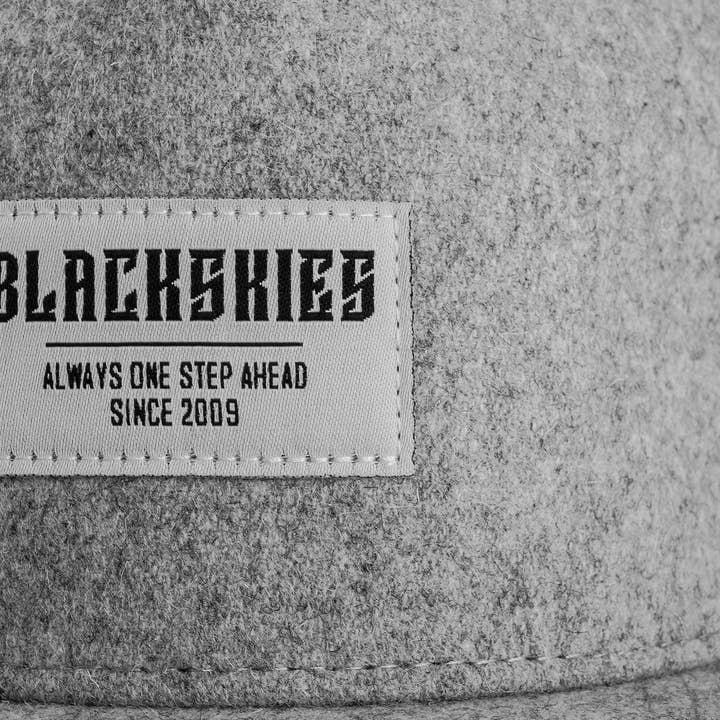 BLACKSKIES
ALWAYS ONE STEP AHEAD
SINCE 2009